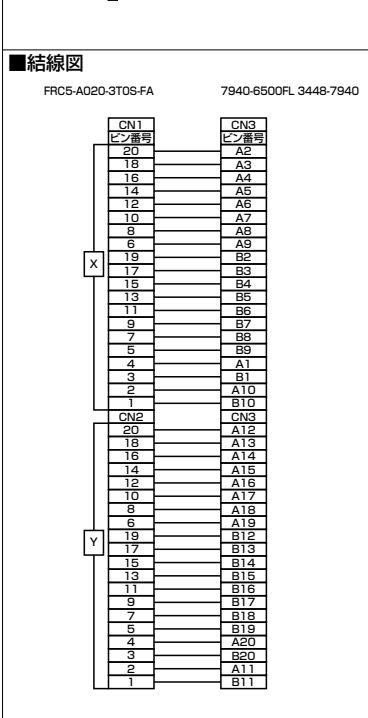 ■結線図
FRC5-A020-3T0S-FA 7940-6500FL 3448-7940
CN1 CN3
ピン番号 ピン番号
20 A2
18 A3
16 A4
14 A5
12 A6
10 A7
8 A8
6 A9
X 19 B2
17 B3
15 B4
13 B5
11 B6
9 B7
7 B8
5 B9
4 A1
3 B1
2 A10
1 B10
CN2 CN3
20 A12
18 A13
16 A14
14 A15
12 A16
10 A17
8 A18
6 A19
Y 19 B12
17 B13
15 B14
13 B15
11 B16
9 B17
7 B18
5 B19
4 A20
3 B20
2 A11
1 B11